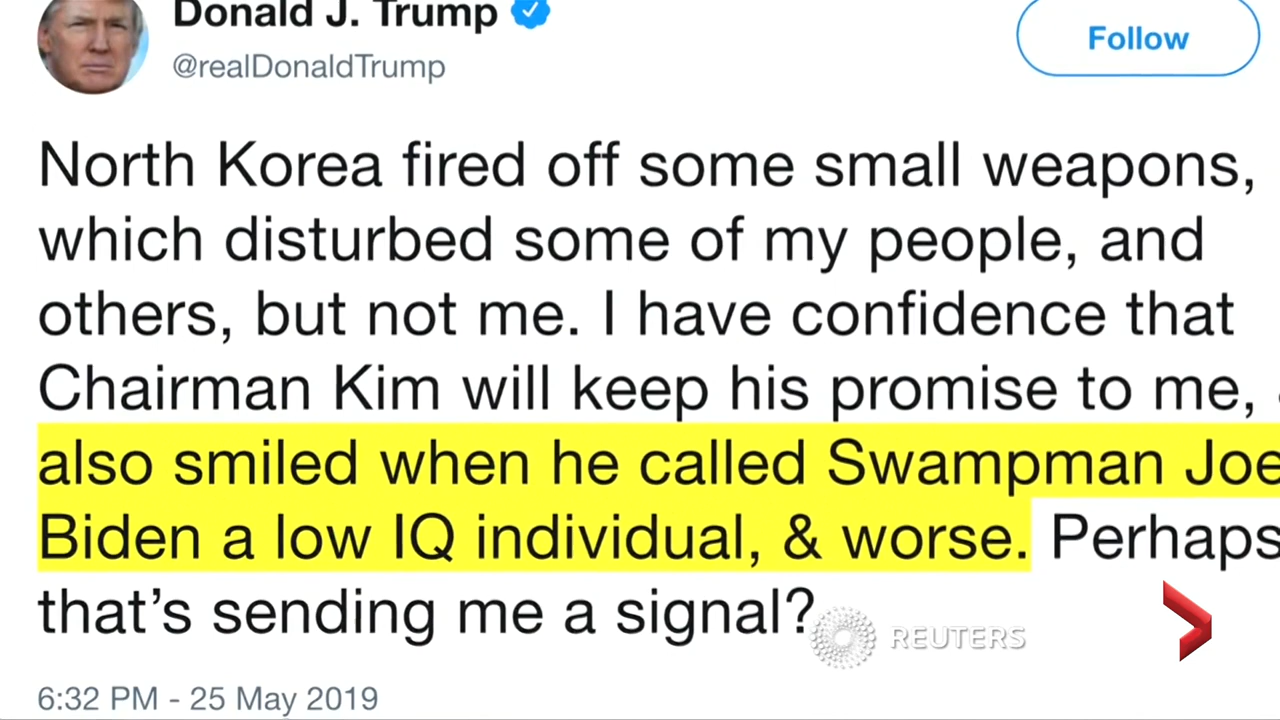 Donald J. Trump
@realDonaldTrump
Follow
North Korea fired off some small weapons,
which disturbed some of my people, and
others, but not me. I have confidence that
Chairman Kim will keep his promise to me,
also smiled when he called Swampman Joe
Biden a low IQ individual, & worse. Perhaps
that’s sending me a signal?
REUTERS
6:32 PM - 25 May 2019